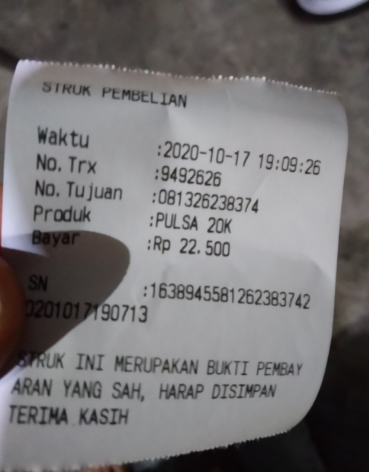 STRUK PEMBELIAN
Waktu :2020-10-17 19:09:26
No. Trx :9492626
No. Tujuan :081326238374
Produk :PULSA 20K
Bayar :Rp 22.500
SN :1638945581262383742
0201017190713
STRUK INI MERUPAKAN BUKTI PEMBAY
ARAN YANG SAH, HARAP DISIMPAN
TERIMA KASIH